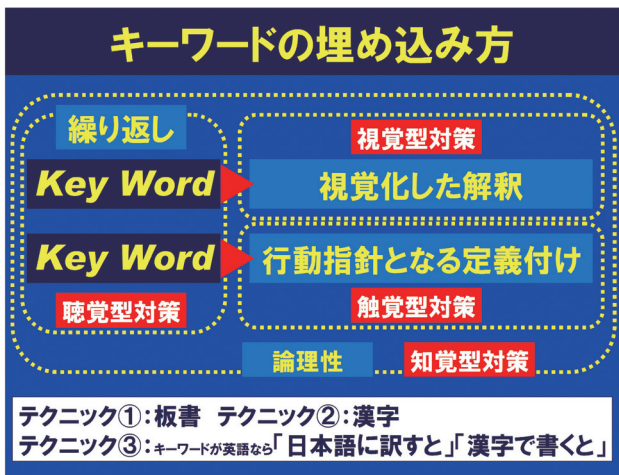 キーワードの埋め込み方
繰り返し
視覚型対策
Key Word
視覚化した解釈
Key Word
行動指針となる定義付け
聴覚型対策
触覚型対策
論理性
知覚型対策
テクニック①:板書 テクニック②:漢字
テクニック③:キーワードが英語なら「日本語に訳すと」「漢字で書くと」